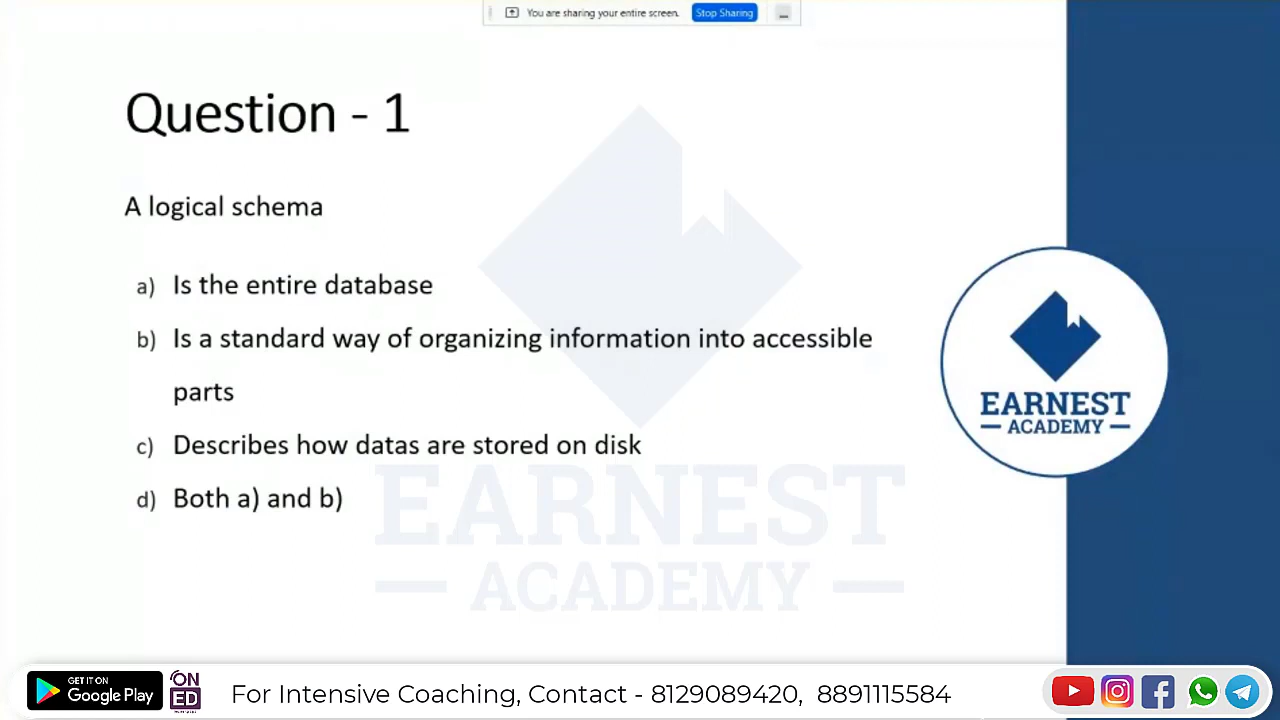 You are sharing your entire screen. Stop Sharing
Question - 1
A logical schema
a) Is the entire database
b) Is a standard way of organizing information into accessible
parts
c) Describes how datas are stored on disk
d) Both a) and b)
EARNEST
ACADEMY
EARNEST
ACADEMY
GET IT ON
Google Play
ON
ED
For Intensive Coaching, Contact - 8129089420, 8891115584